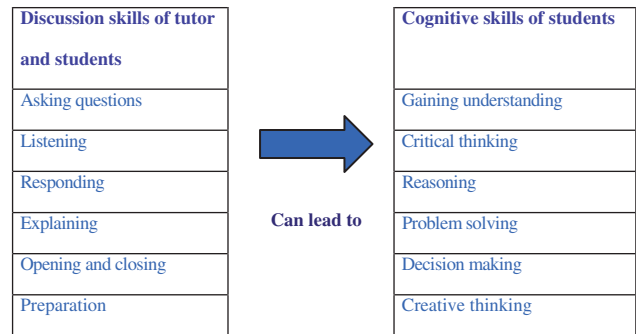 Discussion skills of tutor
and students
Asking questions
Listening
Responding
Explaining
Opening and closing
Preparation
Can lead to
Cognitive skills of students
Gaining understanding
Critical thinking
Reasoning
Problem solving
Decision making
Creative thinking